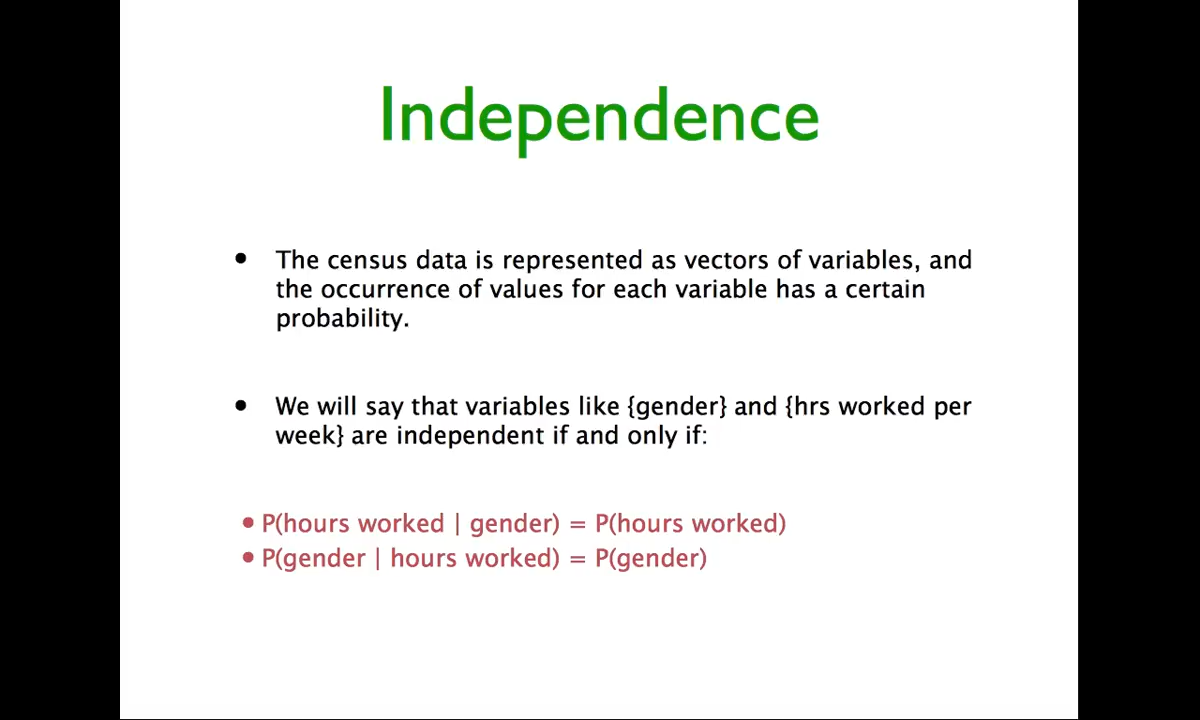 Independence
• The census data is represented as vectors of variables, and
the occurrence of values for each variable has a certain
probability.
• We will say that variables like {gender} and {hrs worked per
week} are independent if and only if:
• P(hours worked | gender) = P(hours worked)
• P(gender | hours worked) = P(gender)